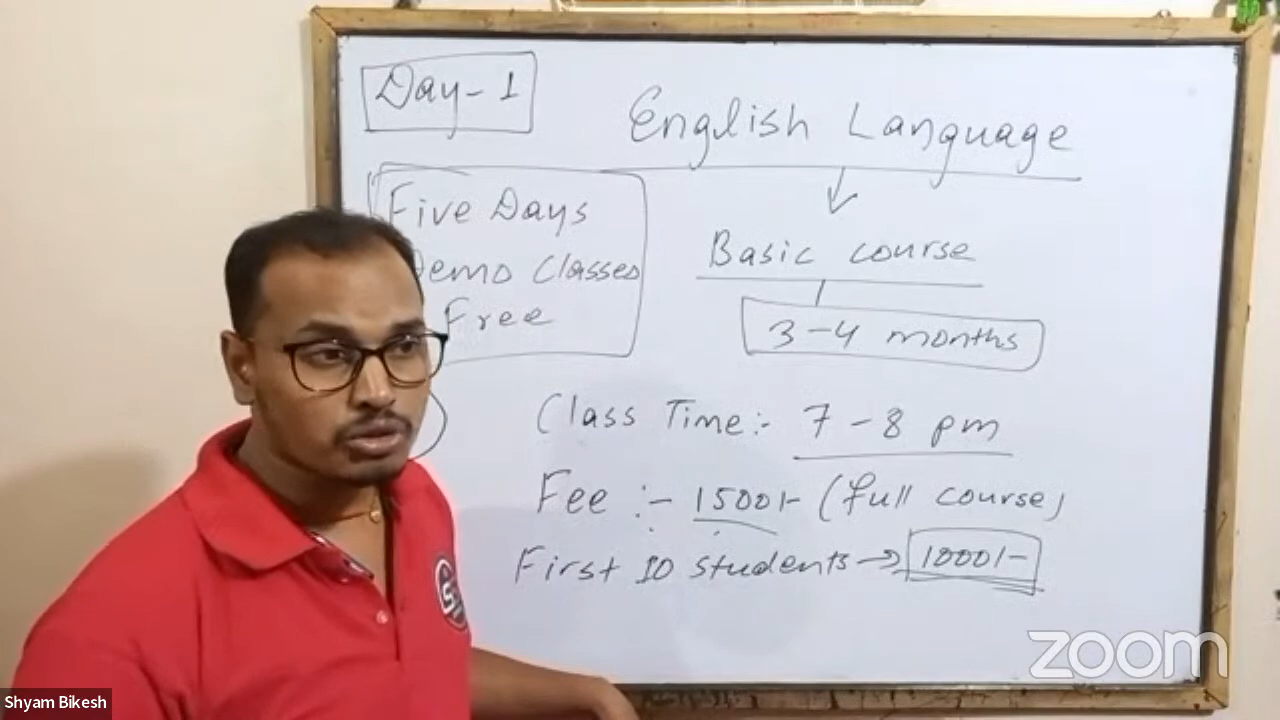 Day-1
English Language
Five Days
Demo Classes
Free
Basic course
3-4 months
Class Time:- 7-8 pm
Fee :- 1500/- (full course)
First 10 students → 1000/-
zoom
Shyam Bikesh